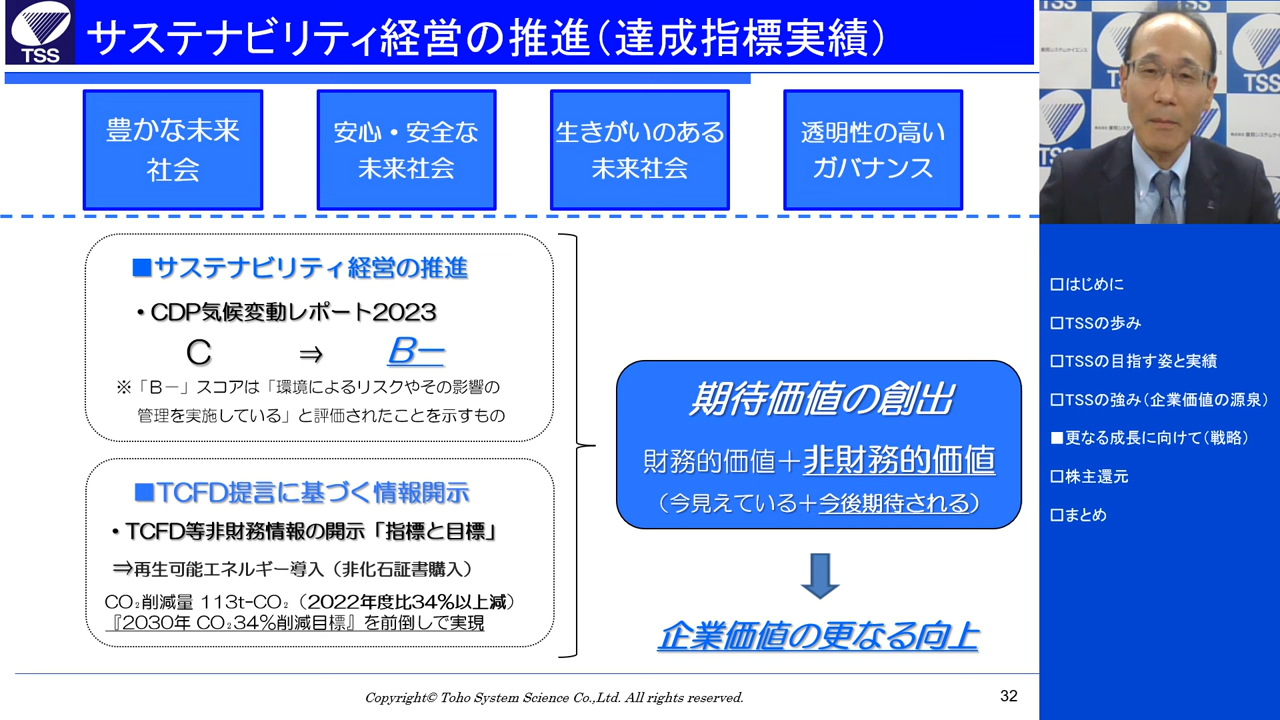 TSS
サステナビリティ経営の推進(達成指標実績)
豊かな未来
社会
安心・安全な
未来社会
生きがいのある
未来社会
透明性の高い
ガバナンス
■サステナビリティ経営の推進
・CDP気候変動レポート2023
C ⇒ B－
※「B－」スコアは「環境によるリスクやその影響の
管理を実施している」と評価されたことを示すもの
■TCFD提言に基づく情報開示
・TCFD等非財務情報の開示「指標と目標」
⇒再生可能エネルギー導入（非化石証書購入）
CO₂削減量 113t-CO₂（2022年度比34%以上減）
『2030年 CO₂34%削減目標』を前倒しで実現
期待価値の創出
財務的価値＋非財務的価値
（今見えている＋今後期待される）
企業価値の更なる向上
Copyright© Toho System Science Co.,Ltd. All rights reserved.
32
TSS
TSS
TSS
TSS
□はじめに
□TSSの歩み
□TSSの目指す姿と実績
□TSSの強み（企業価値の源泉）
■更なる成長に向けて（戦略）
□株主還元
□まとめ